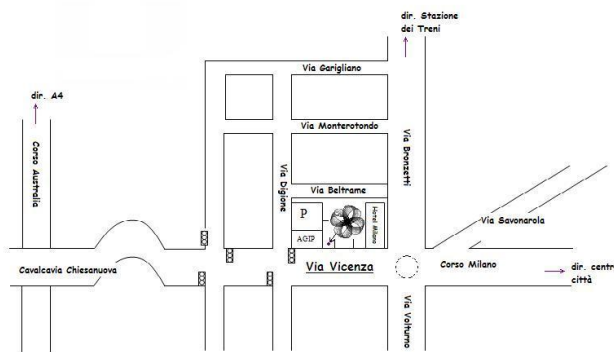 dir. Stazione
dei Treni
Via Garigliano
dir. A4
Corso Australia
Via Monterotondo
Via Bronzetti
Via Digione
Via Beltrame
P
Hotel Milano
AGIP
Via Savonarola
Cavalcavia Chiesanuova
Via Vicenza
Corso Milano
dir. centr
città
Via Volturno